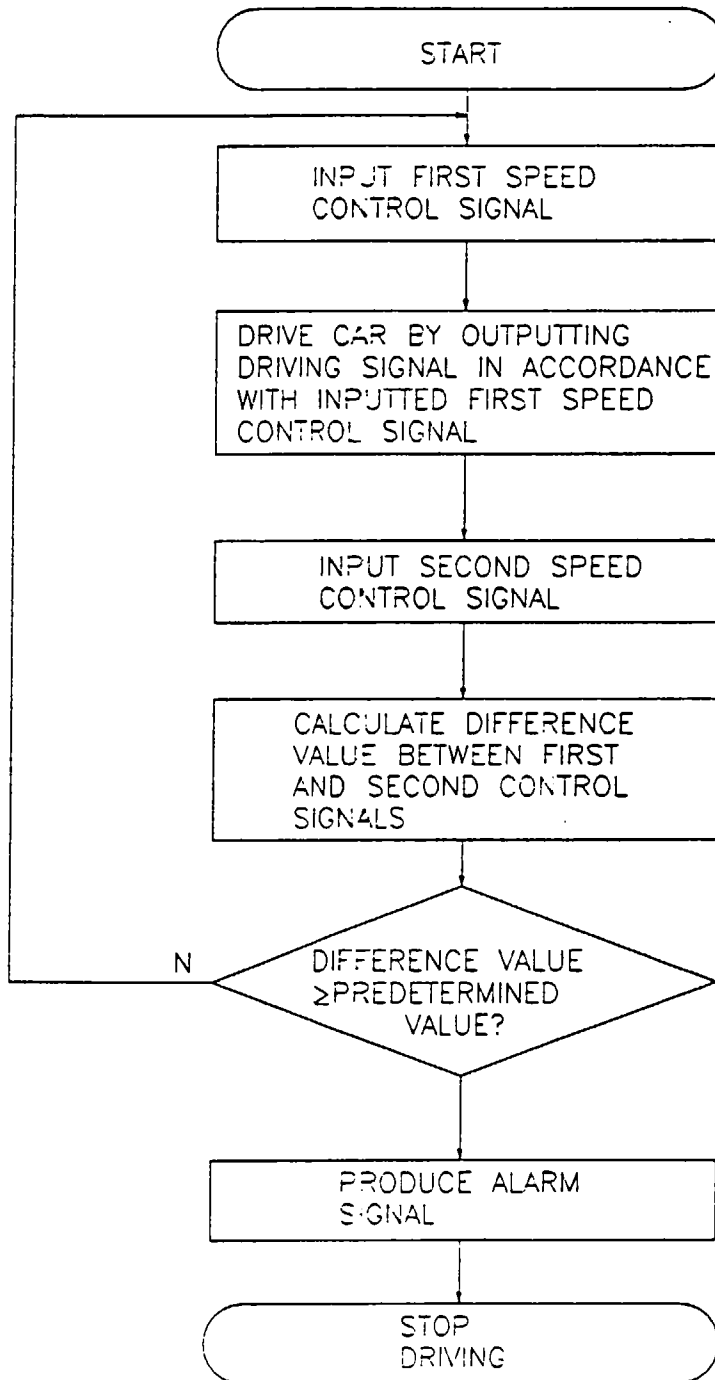 START
INPUT FIRST SPEED
CONTROL SIGNAL
DRIVE CAR BY OUTPUTTING
DRIVING SIGNAL IN ACCORDANCE
WITH INPUTTED FIRST SPEED
CONTROL SIGNAL
INPUT SECOND SPEED
CONTROL SIGNAL
CALCULATE DIFFERENCE
VALUE BETWEEN FIRST
AND SECOND CONTROL
SIGNALS
N
DIFFERENCE VALUE
≥PREDETERMINED
VALUE?
PRODUCE ALARM
SIGNAL
STOP
DRIVING